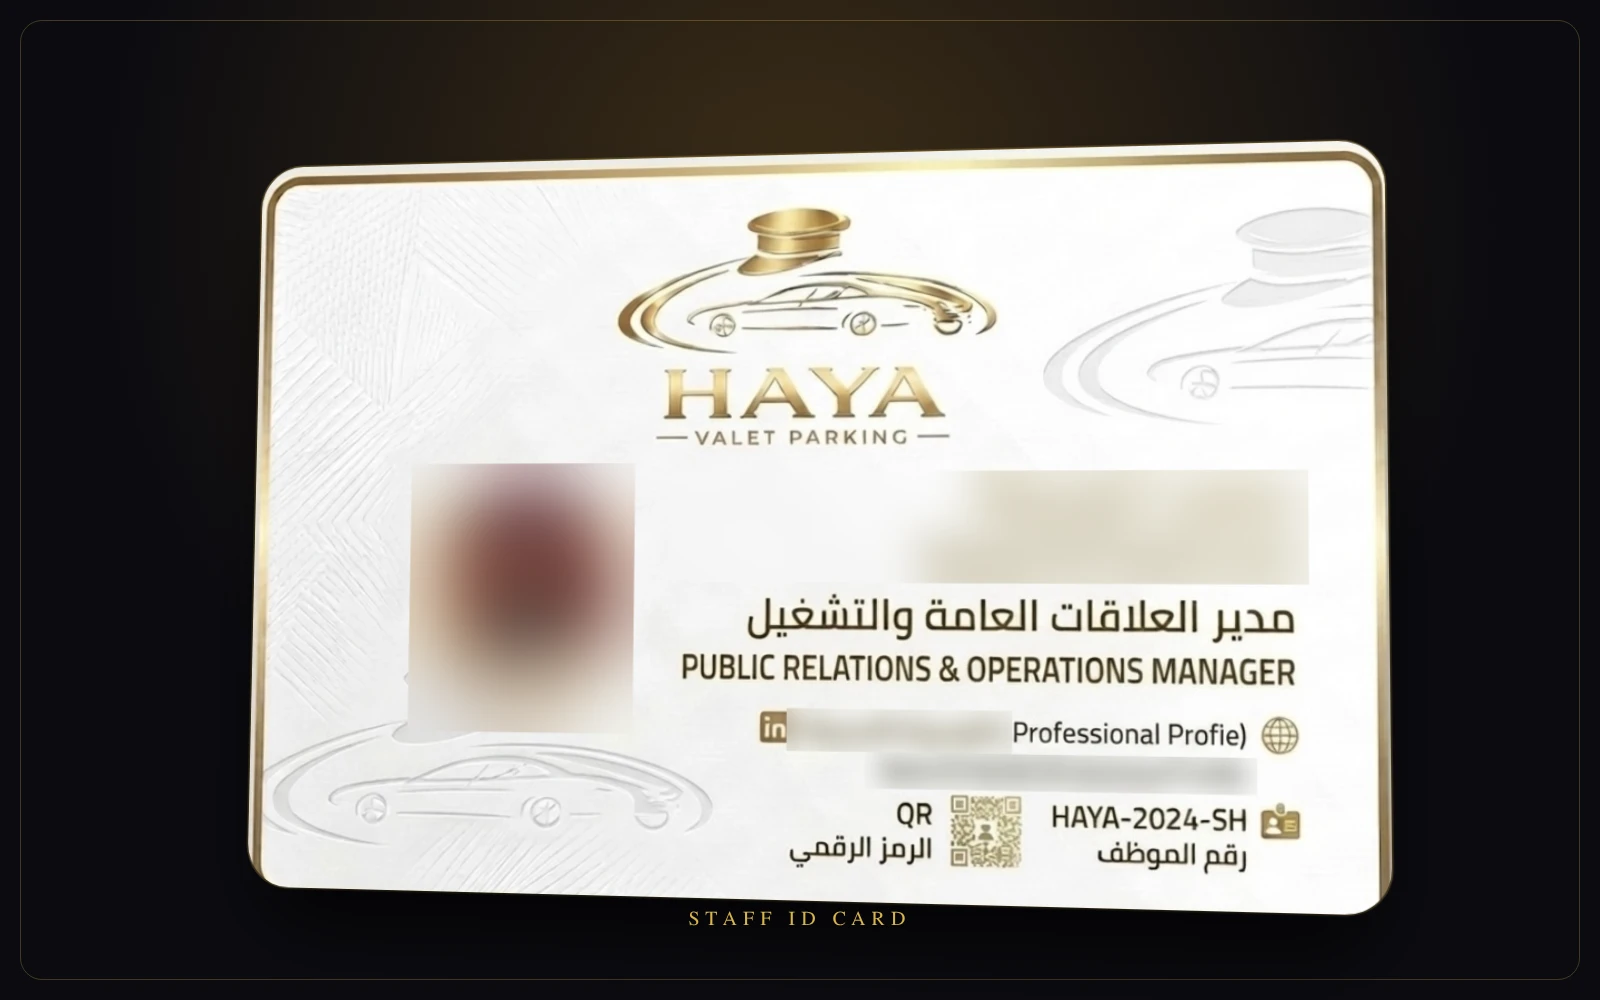 HAYA
VALET PARKING
مدير العلاقات العامة والتشغيل
PUBLIC RELATIONS & OPERATIONS MANAGER
in
Professional Profie)
HAYA-2024-SH
رقم الموظف
QR
الرمز الرقمي
STAFF ID CARD